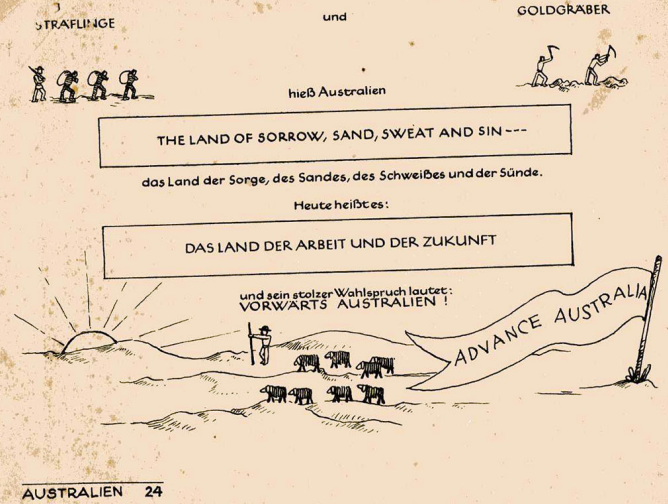 STRÄFLINGE und GOLDGRÄBER
hieß Australien
THE LAND OF SORROW, SAND, SWEAT AND SIN---
das Land der Sorge, des Sandes, des Schweißes und der Sünde.
Heute heißt es:
DAS LAND DER ARBEIT UND DER ZUKUNFT
und sein stolzer Wahlspruch lautet:
VORWÄRTS AUSTRALIEN !
ADVANCE AUSTRALIA
AUSTRALIEN 24